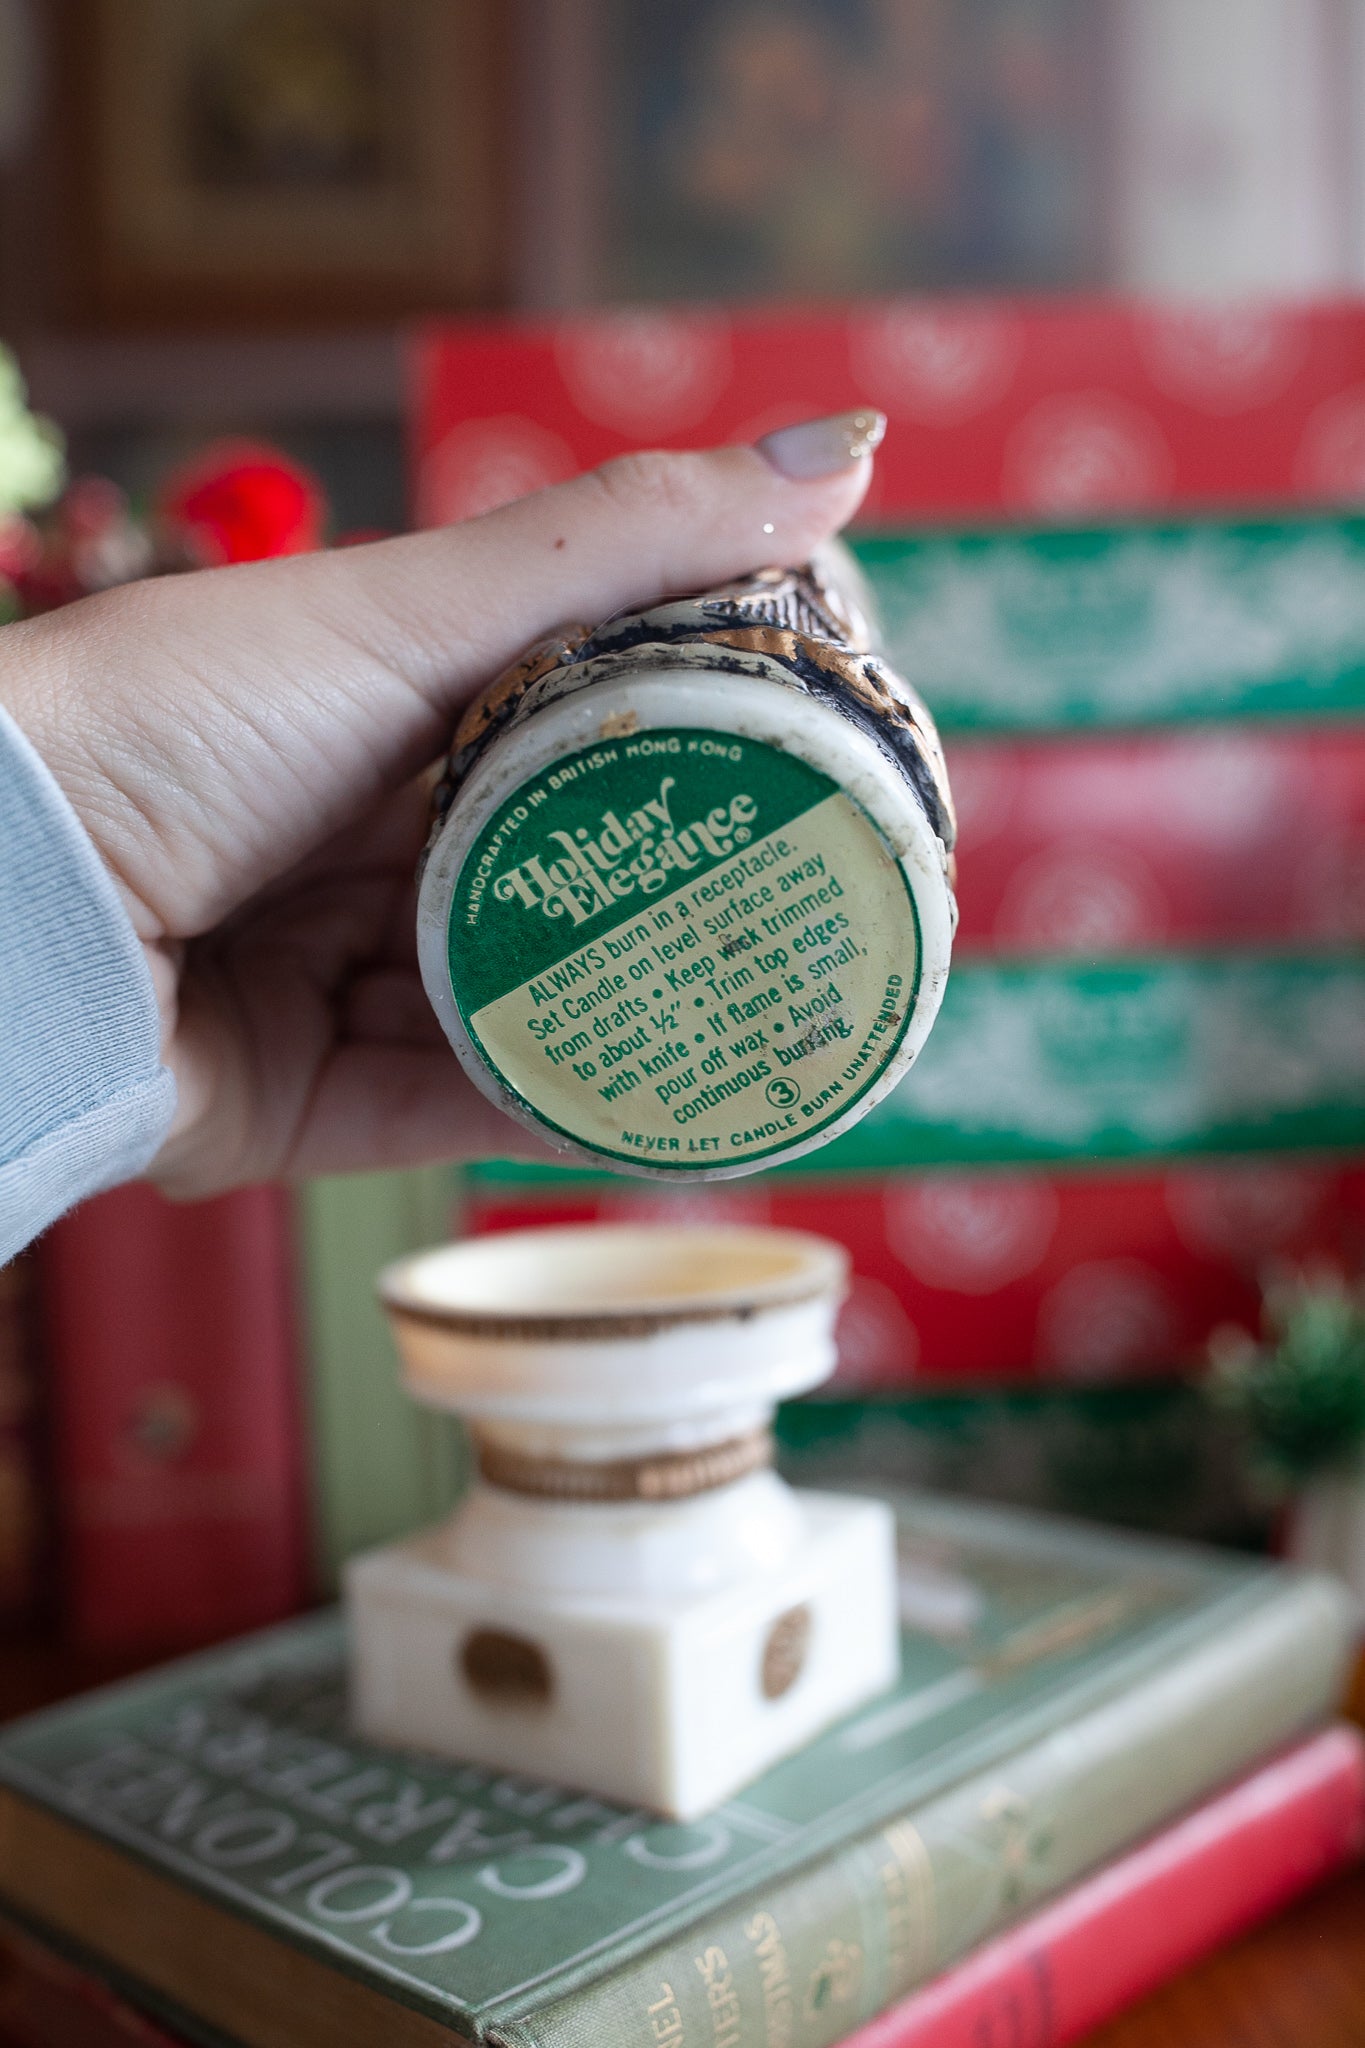 HANDCRAFTED IN BRITISH HONG KONG
Holiday
Elegance®
ALWAYS burn in a receptacle.
Set Candle on level surface away
from drafts • Keep wick trimmed
to about ½" • Trim top edges
with knife • If flame is small,
pour off wax • Avoid
continuous burning.
3
NEVER LET CANDLE BURN UNATTENDED
COLONEL
CARTER'S